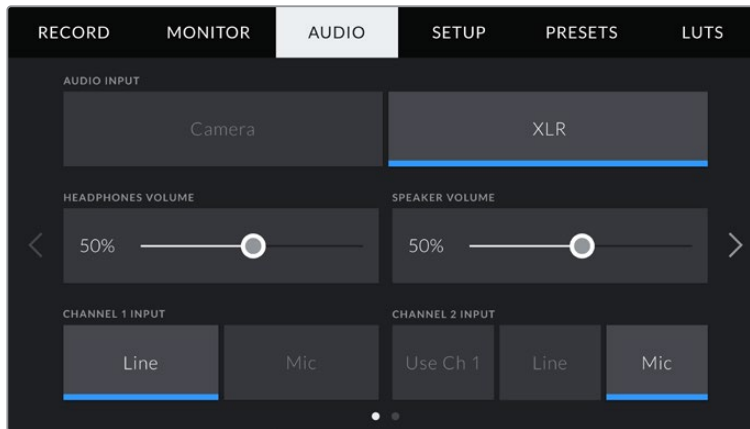 RECORD MONITOR AUDIO SETUP PRESETS LUTS
AUDIO INPUT
Camera XLR
HEADPHONES VOLUME SPEAKER VOLUME
50% 50%
CHANNEL 1 INPUT CHANNEL 2 INPUT
Line Mic Use Ch 1 Line Mic